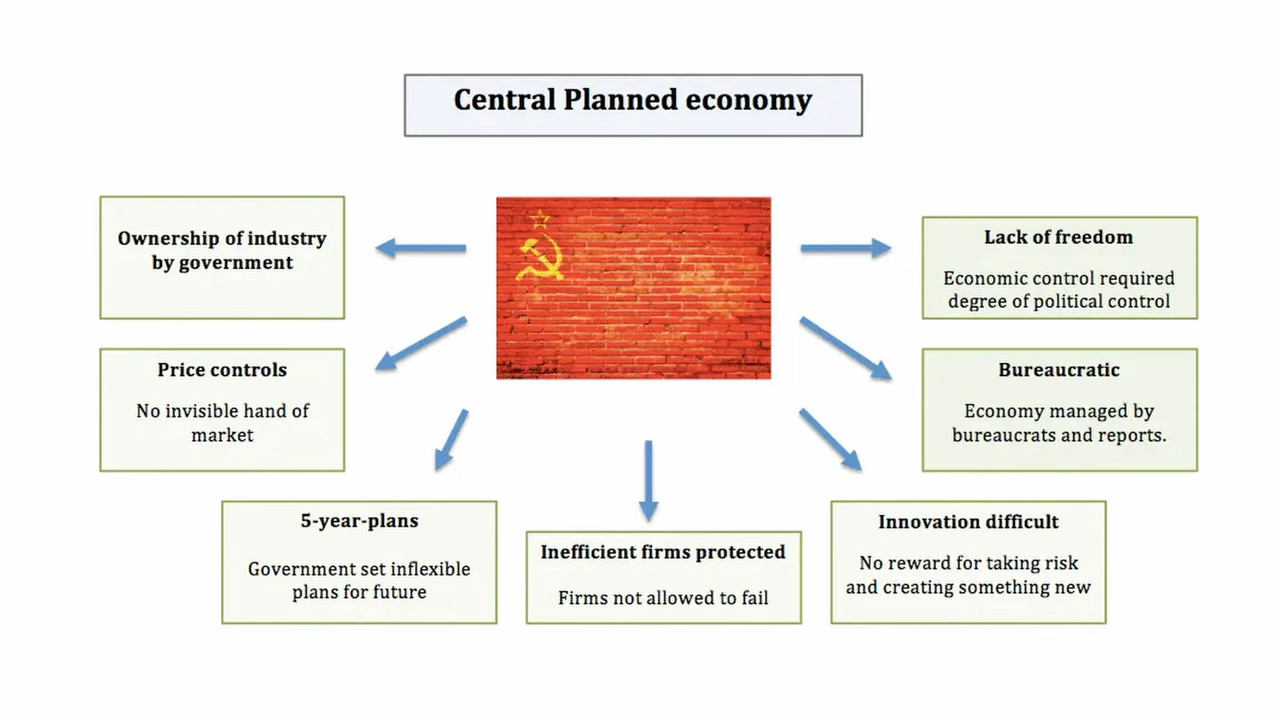 Central Planned economy
Ownership of industry
by government
Price controls
No invisible hand of
market
5-year-plans
Government set inflexible
plans for future
Inefficient firms protected
Firms not allowed to fail
Innovation difficult
No reward for taking risk
and creating something new
Bureaucratic
Economy managed by
bureaucrats and reports.
Lack of freedom
Economic control required
degree of political control